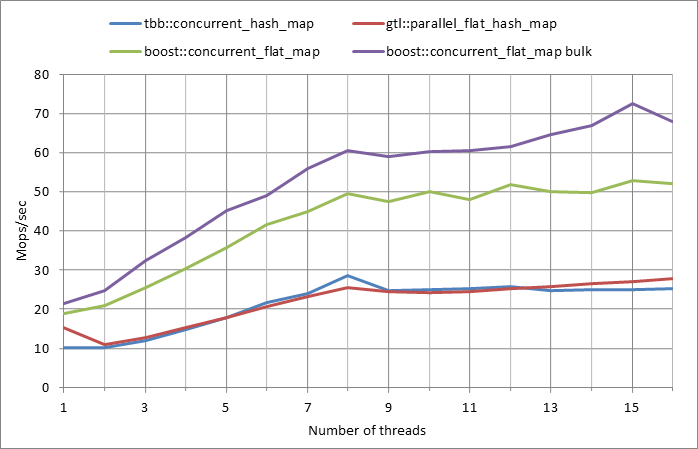 tbb::concurrent_hash_map gtl::parallel_flat_hash_map
boost::concurrent_flat_map boost::concurrent_flat_map bulk
80
70
60
50
40
30
20
10
0
Mops/sec
1 3 5 7 9 11 13 15
Number of threads